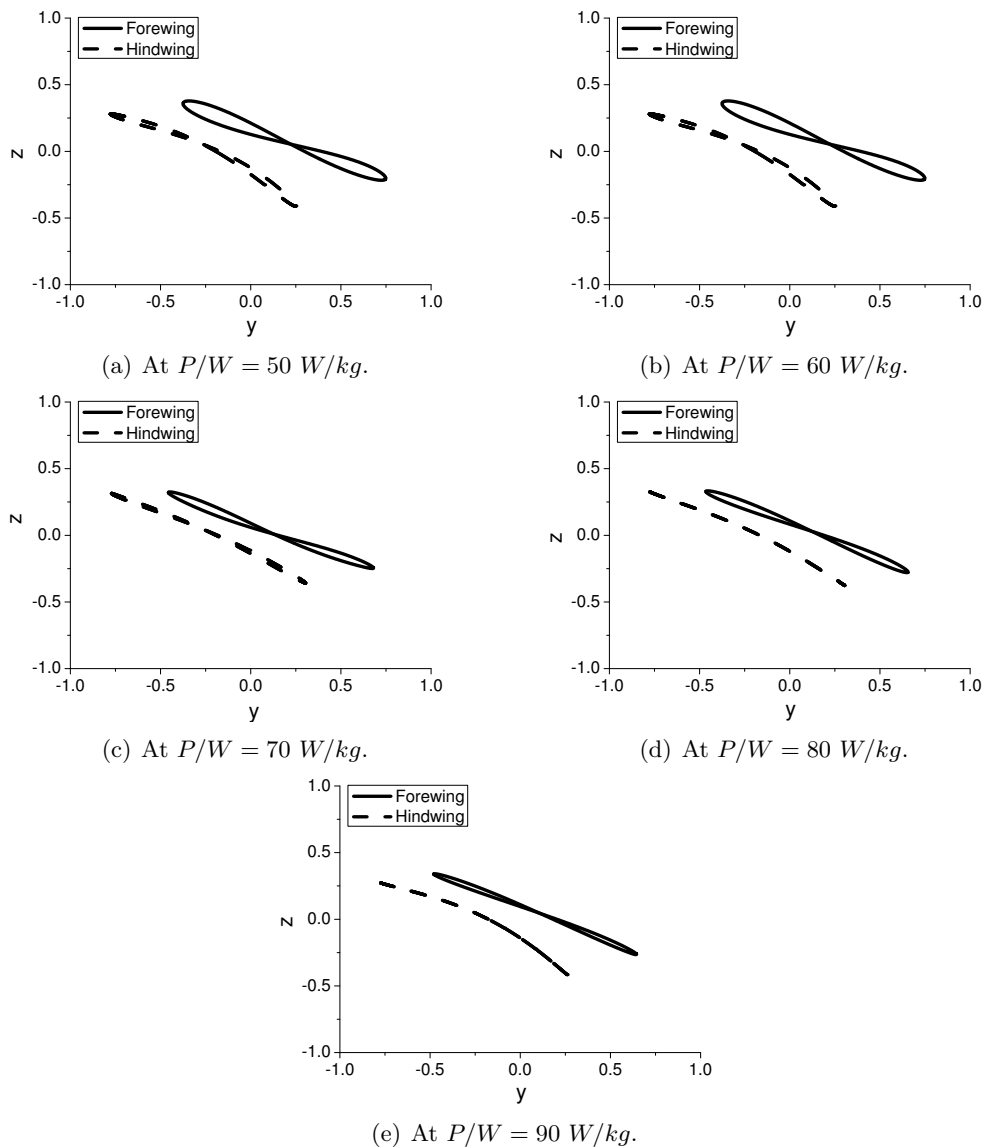 1.0
Forewing
Hindwing
0.5
0.0
z
-0.5
-1.0
-1.0 -0.5 0.0 0.5 1.0
y
(a) At P/W = 50 W/kg.
1.0
Forewing
Hindwing
0.5
0.0
z
-0.5
-1.0
-1.0 -0.5 0.0 0.5 1.0
y
(b) At P/W = 60 W/kg.
1.0
Forewing
Hindwing
0.5
0.0
z
-0.5
-1.0
-1.0 -0.5 0.0 0.5 1.0
y
(c) At P/W = 70 W/kg.
1.0
Forewing
Hindwing
0.5
0.0
z
-0.5
-1.0
-1.0 -0.5 0.0 0.5 1.0
y
(d) At P/W = 80 W/kg.
1.0
Forewing
Hindwing
0.5
0.0
z
-0.5
-1.0
-1.0 -0.5 0.0 0.5 1.0
y
(e) At P/W = 90 W/kg.